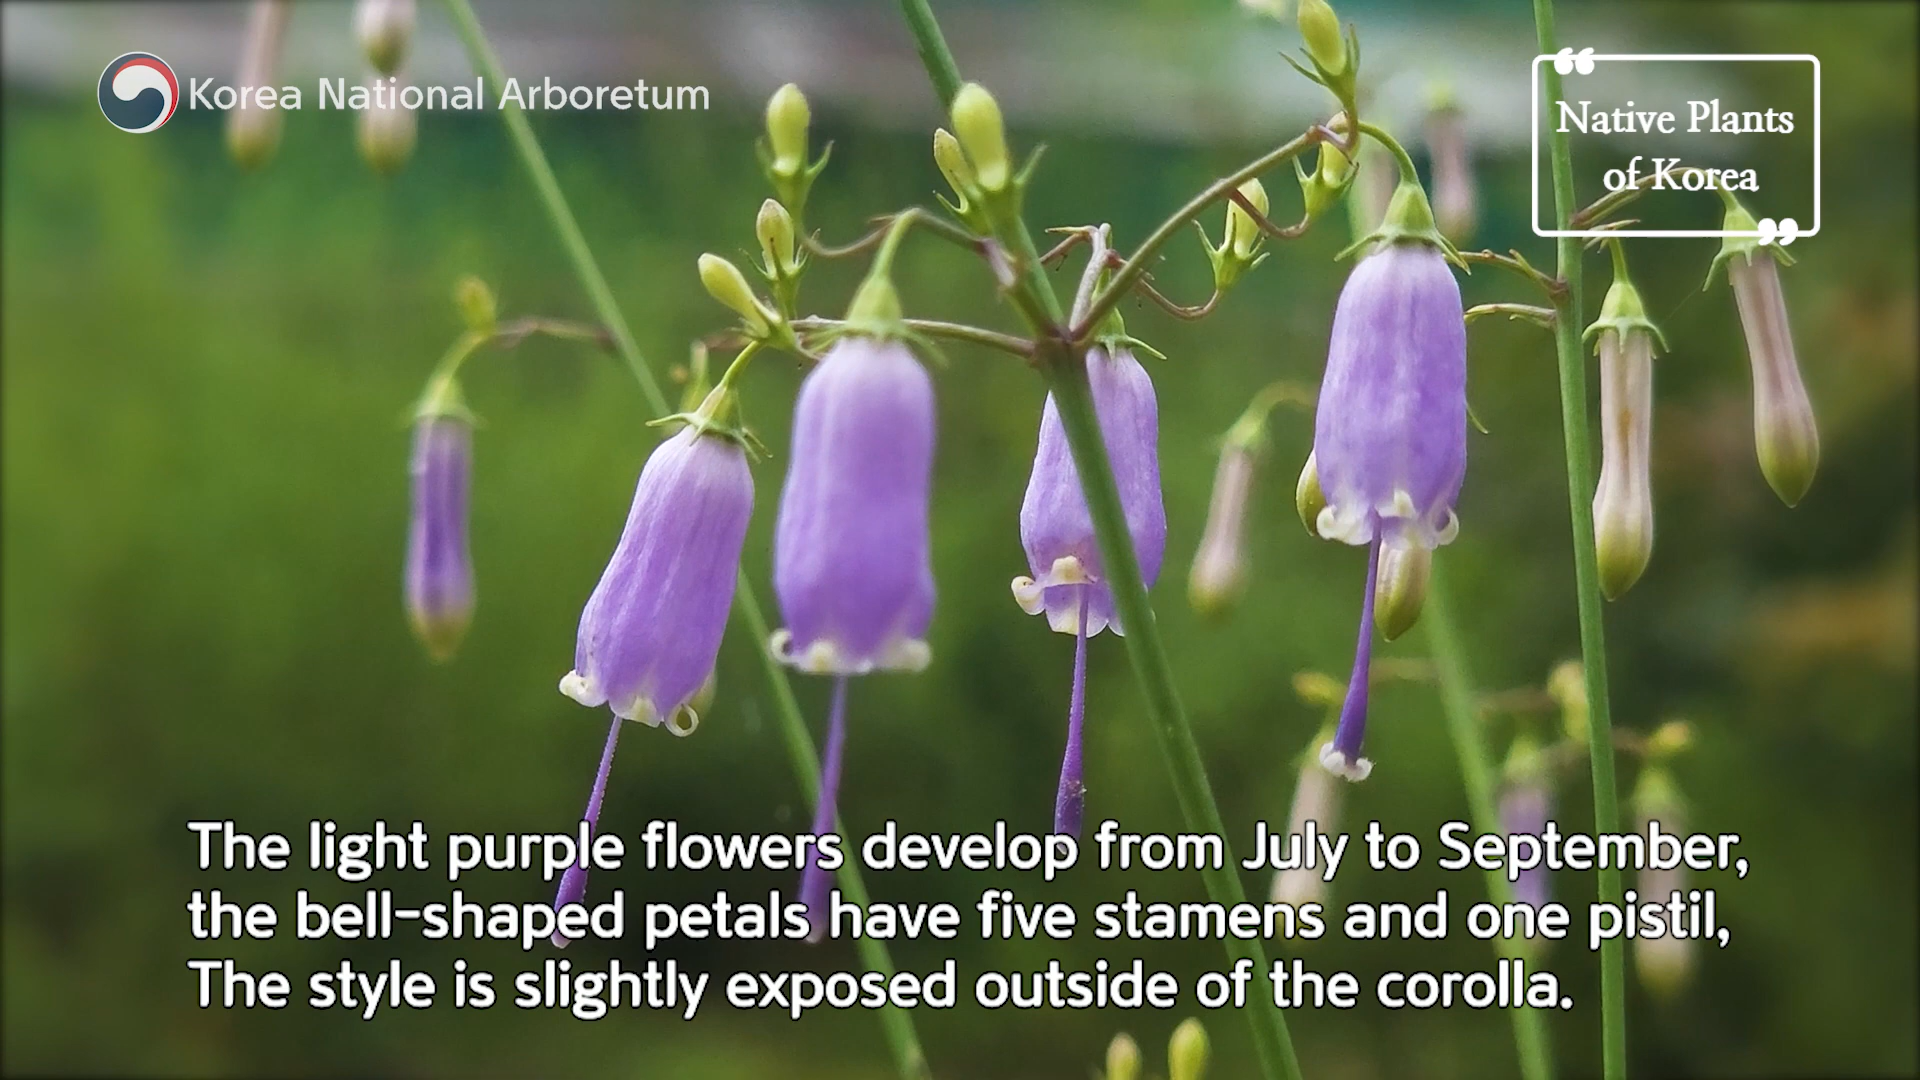 Korea National Arboretum
“
Native Plants
of Korea
”
The light purple flowers develop from July to September,
the bell-shaped petals have five stamens and one pistil,
The style is slightly exposed outside of the corolla.